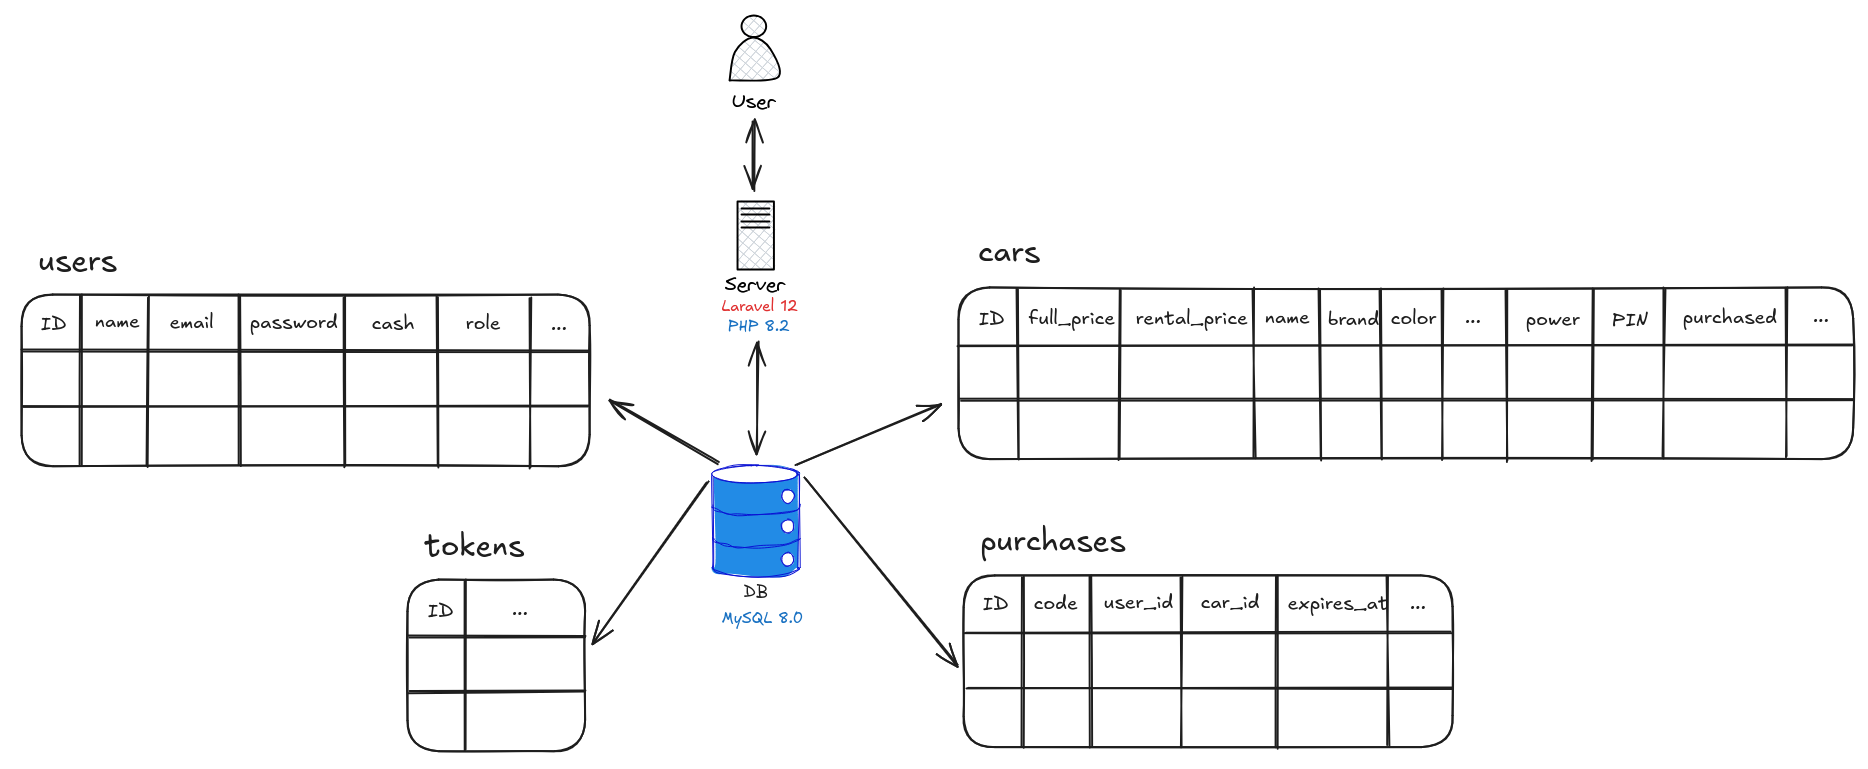 User
Server
Laravel 12
PHP 8.2
users
ID name email password cash role ...
cars
ID full_price rental_price name brand color ... power PIN purchased ...
tokens
ID ...
DB
MySQL 8.0
purchases
ID code user_id car_id expires_at ...